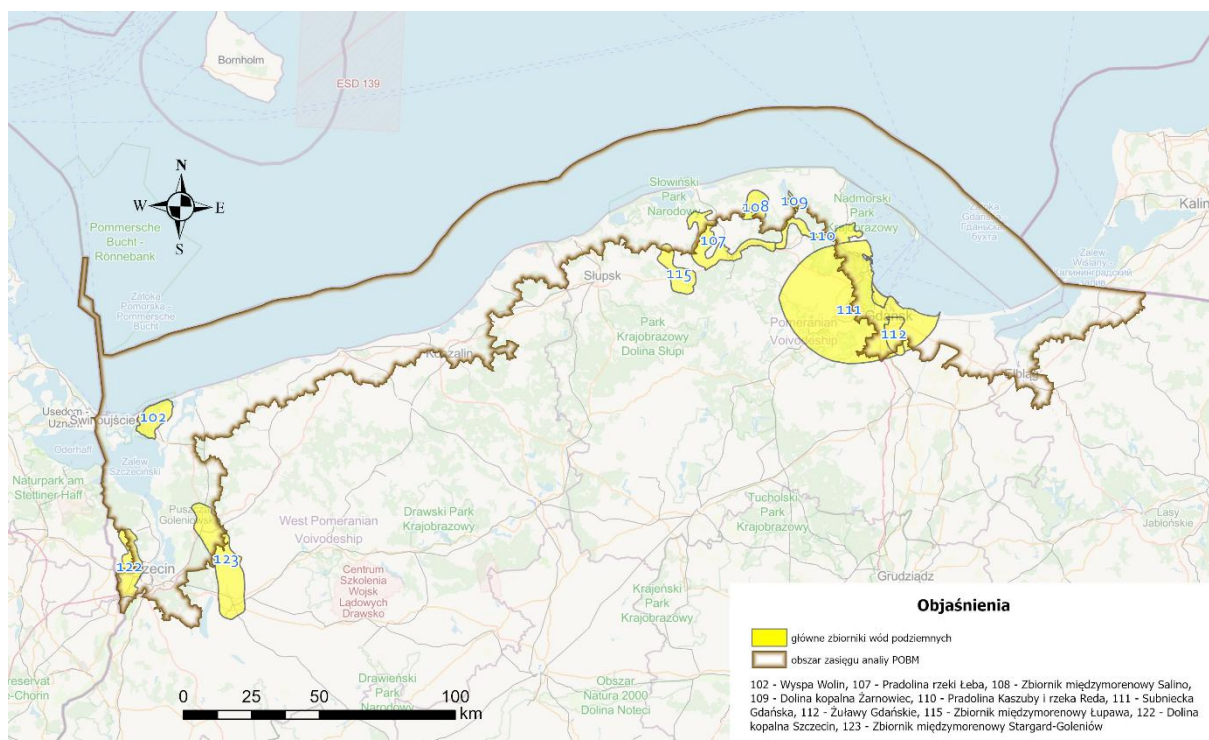 Bornholm
ESD 139
N
W
E
S
Pommersche
Bucht -
Rönnebank
Zatoka
Pomorska -
Pommersche
Bucht
Słowiński
Park
Narodowy
108
109
Nadmorski Park
Krajobrazowy
107
110
115
Słupsk
Zatoka
Gdańska -
Zalew
Wiślany -
Park
Krajobrazowy
Dolina Słupi
Pomeranian
Voivodeship
111
Gdańsk
112
Elbląg
Koszalin
Usedom -
Świnoujście
102
Oderhaff
Zalew
Szczeciński
Naturpark am
Stettiner-Haff
West Pomeranian
Voivodeship
Drawski Park
Krajobrazowy
Tucholski
Park
Krajobrazowy
Lasy
Jabłońskie
122
123
Centrum
Szkolenia
Wojsk
Lądowych
Drawsko
Krajeński
Park
Krajobrazowy
Grudziądz
Drawieński
Park
Narodowy
Obszar
Natura 2000
Dolina Noteci
0 25 50 100
km
Objaśnienia
główne zbiorniki wód podziemnych
obszar zasięgu analiy POBM
102 - Wyspa Wolin, 107 - Pradolina rzeki Łeba, 108 - Zbiornik międzymorenowy Salino,
109 - Dolina kopalna Żarnowiec, 110 - Pradolina Kaszuby i rzeka Reda, 111 - Subniecka
Gdańska, 112 - Żuławy Gdańskie, 115 - Zbiornik międzymorenowy Łupawa, 122 - Dolina
kopalna Szczecin, 123 - Zbiornik międzymorenowy Stargard-Goleniów